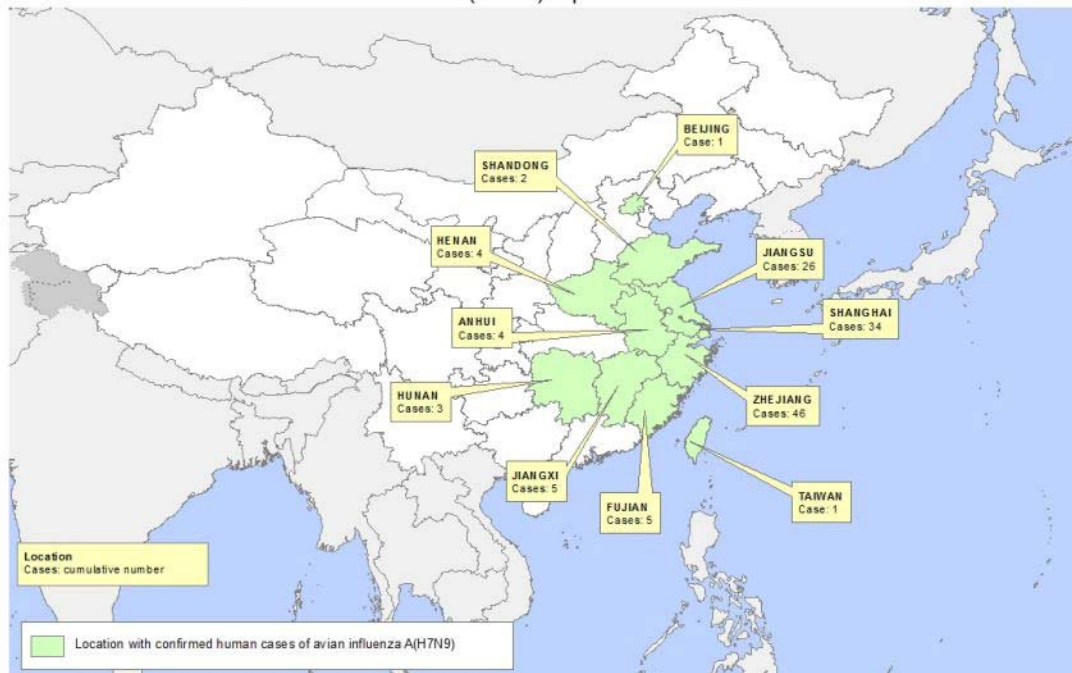 BEIJING
Case: 1
SHANDONG
Cases: 2
HENAN
Cases: 4
JIANGSU
Cases: 26
ANHUI
Cases: 4
SHANGHAI
Cases: 34
HUNAN
Cases: 3
ZHEJIANG
Cases: 46
JIANGXI
Cases: 5
FUJIAN
Cases: 5
TAIWAN
Case: 1
Location
Cases: cumulative number
Location with confirmed human cases of avian influenza A(H7N9)